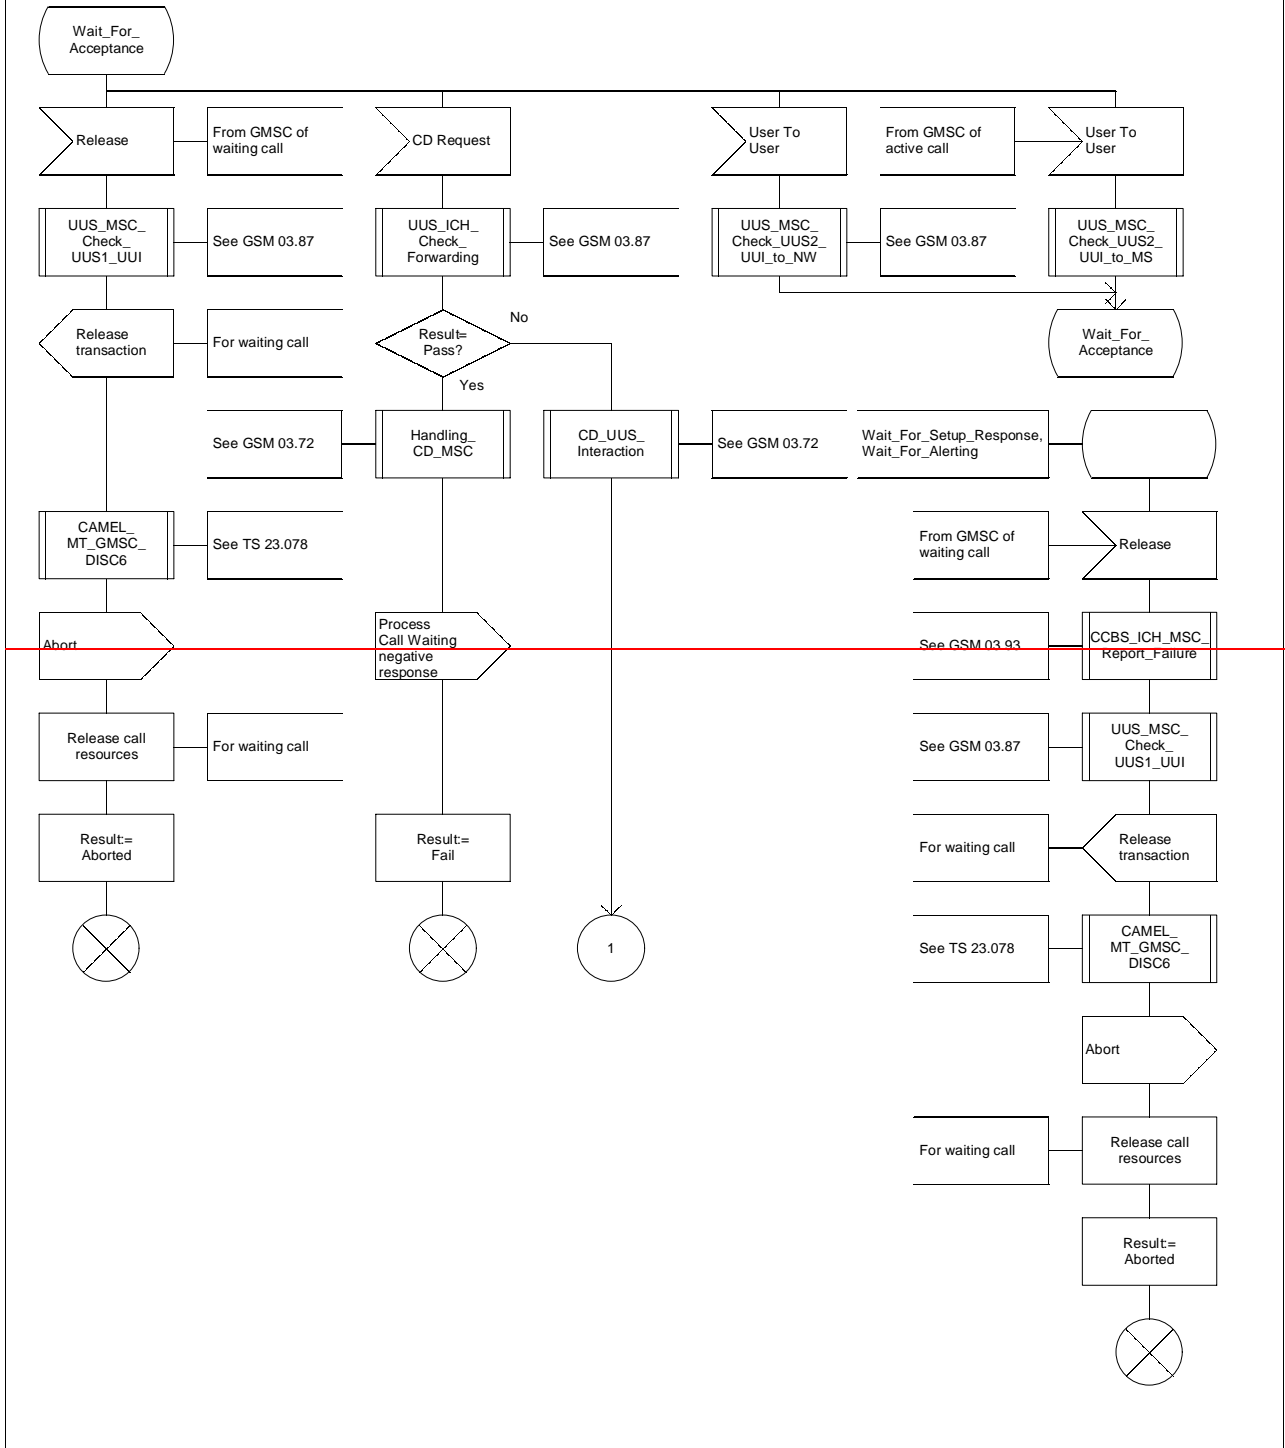 Wait_For_
Acceptance
Release
From GMSC of
waiting call
CD Request
User To
User
From GMSC of
active call
User To
User
UUS_MSC_
Check_
UUS1_UUI
See GSM 03.87
UUS_ICH_
Check_
Forwarding
See GSM 03.87
UUS_MSC_
Check_UUS2_
UUI_to_NW
See GSM 03.87
UUS_MSC_
Check_UUS2_
UUI_to_MS
Release
transaction
For waiting call
Result=
Pass?
No
Yes
Wait_For_
Acceptance
See GSM 03.72
Handling_
CD_MSC
CD_UUS_
Interaction
See GSM 03.72
Wait_For_Setup_Response,
Wait_For_Alerting
CAMEL_
MT_GMSC_
DISC6
See TS 23.078
From GMSC of
waiting call
Release
Abort
Process
Call Waiting
negative
response
See GSM 03.93
CCBS_ICH_MSC_
Report_Failure
Release call
resources
For waiting call
See GSM 03.87
UUS_MSC_
Check_
UUS1_UUI
Result:=
Aborted
Result:=
Fail
For waiting call
Release
transaction
1
See TS 23.078
CAMEL_
MT_GMSC_
DISC6
Abort
For waiting call
Release call
resources
Result:=
Aborted